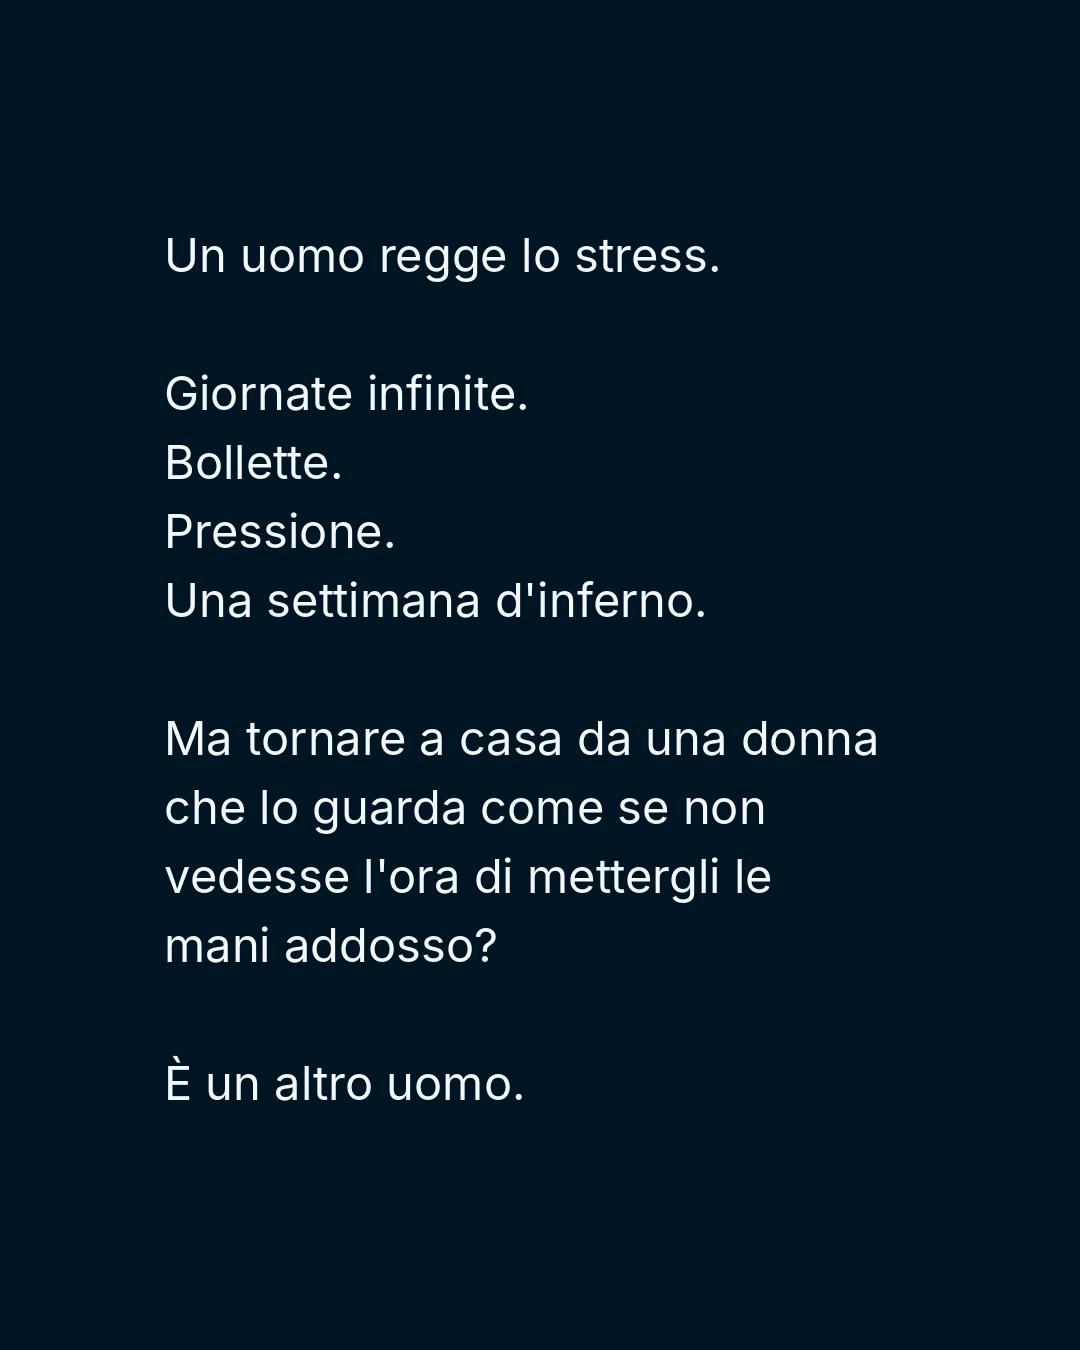 Un uomo regge lo stress.
Giornate infinite.
Bollette.
Pressione.
Una settimana d'inferno.
Ma tornare a casa da una donna
che lo guarda come se non
vedesse l'ora di mettergli le
mani addosso?
È un altro uomo.